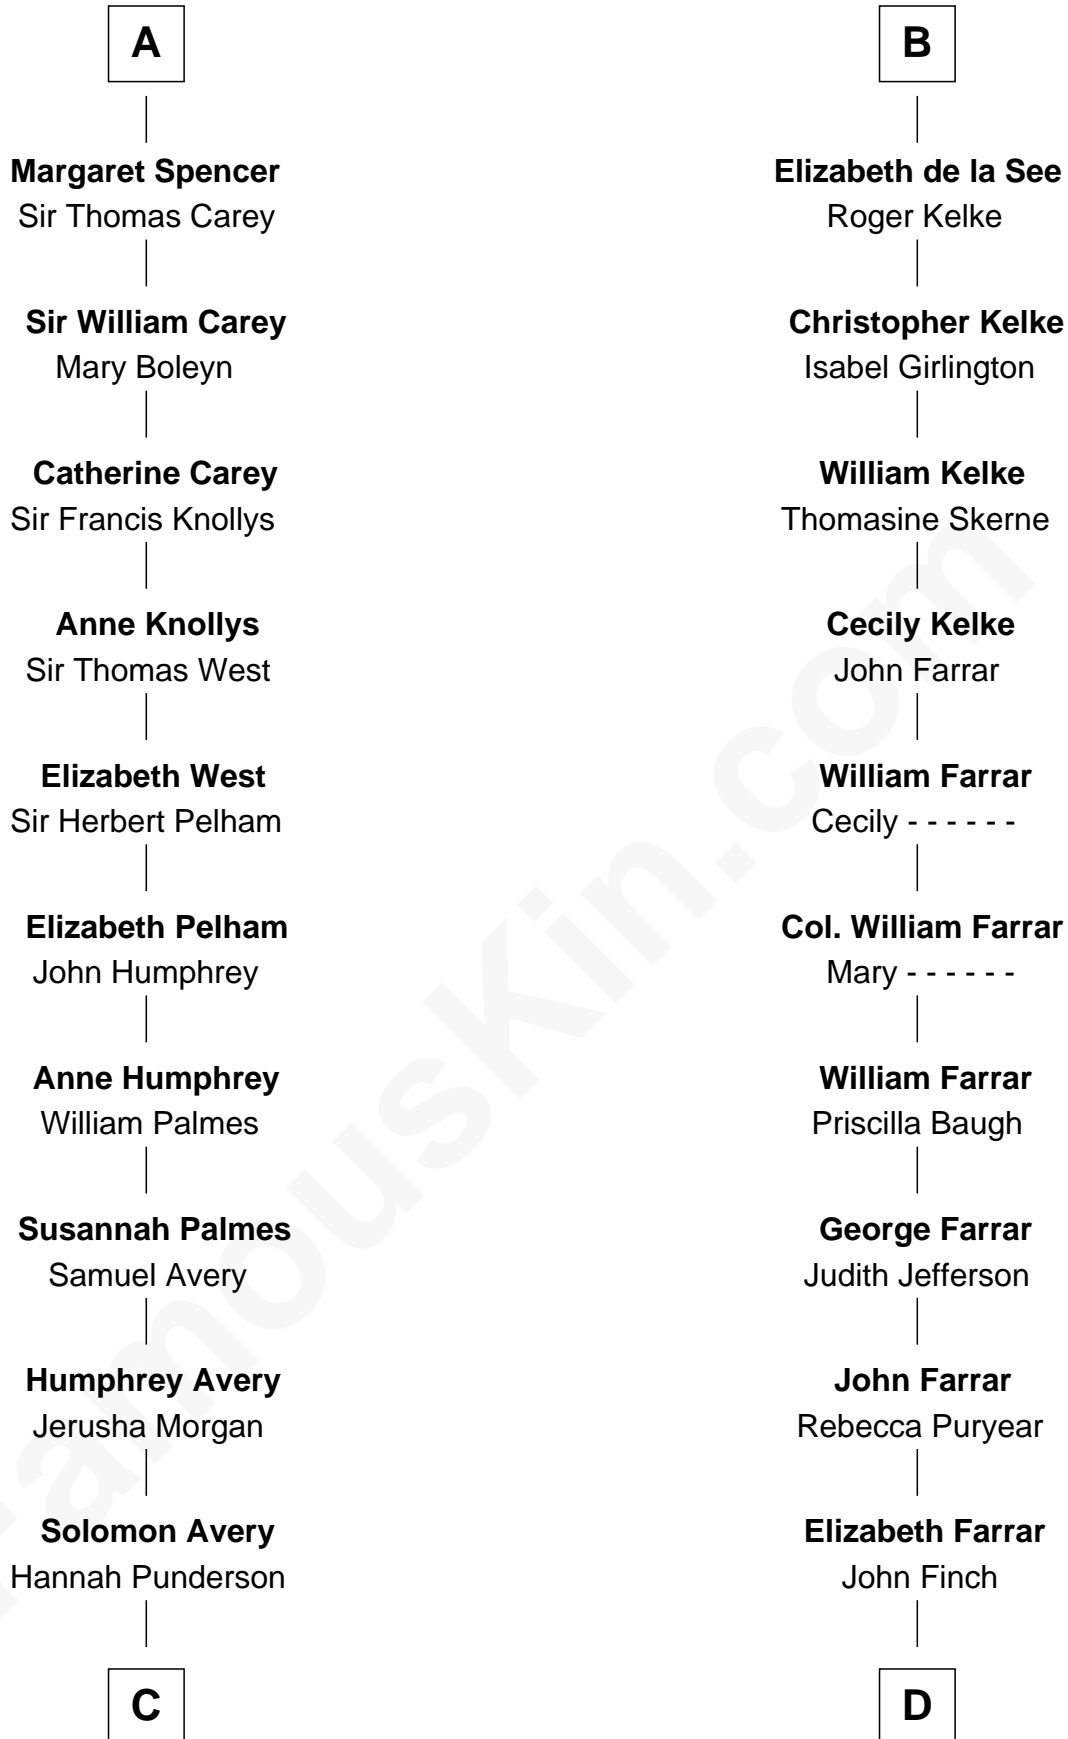 A
Margaret Spencer
Sir Thomas Carey
Sir William Carey
Mary Boleyn
Catherine Carey
Sir Francis Knollys
Anne Knollys
Sir Thomas West
Elizabeth West
Sir Herbert Pelham
Elizabeth Pelham
John Humphrey
Anne Humphrey
William Palmes
Susannah Palmes
Samuel Avery
Humphrey Avery
Jerusha Morgan
Solomon Avery
Hannah Punderson
C
B
Elizabeth de la See
Roger Kelke
Christopher Kelke
Isabel Girlington
William Kelke
Thomasine Skerne
Cecily Kelke
John Farrar
William Farrar
Cecily - - - - - -
Col. William Farrar
Mary - - - - - -
William Farrar
Priscilla Baugh
George Farrar
Judith Jefferson
John Farrar
Rebecca Puryear
Elizabeth Farrar
John Finch
D
FamousKin.com